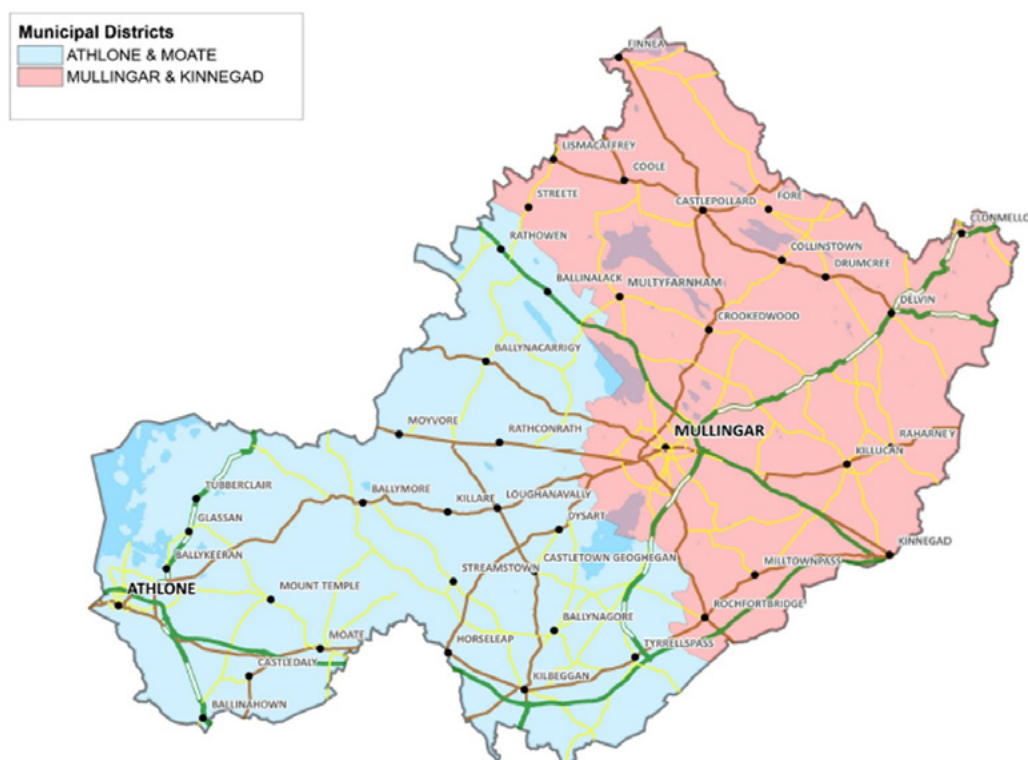 Municipal Districts
ATHLONE & MOATE
MULLINGAR & KINNEGAD
FINNEA
LISMACAFFREY
COOLE
STREETE
CASTLEPOLLARD
FORE
CLONMELLO
RATHOWEN
COLLINSTOWN
DRUMCREE
BALLINALACK
MULTYFARNHAM
DELVIN
CROOKEDWOOD
BALLYNACARRIGY
MOYVORE
RATHCONRATH
MULLINGAR
RAHARNEY
KILLUCAN
TUBBERCLAIR
BALLYMORE
KILLARE
LOUGHANAVALLY
GLASSAN
DYSART
BALLYKEERAN
CASTLETOWN GEOGHEGAN
KINNEGAD
STREAMSTOWN
MILLTOWNPASS
ATHLONE
MOUNT TEMPLE
ROCHFORTBRIDGE
BALLYNAGORE
MOATE
HORSELEAP
TYRRELLSPASS
CASTLEDALY
KILBEGGAN
BALLINAHOWN